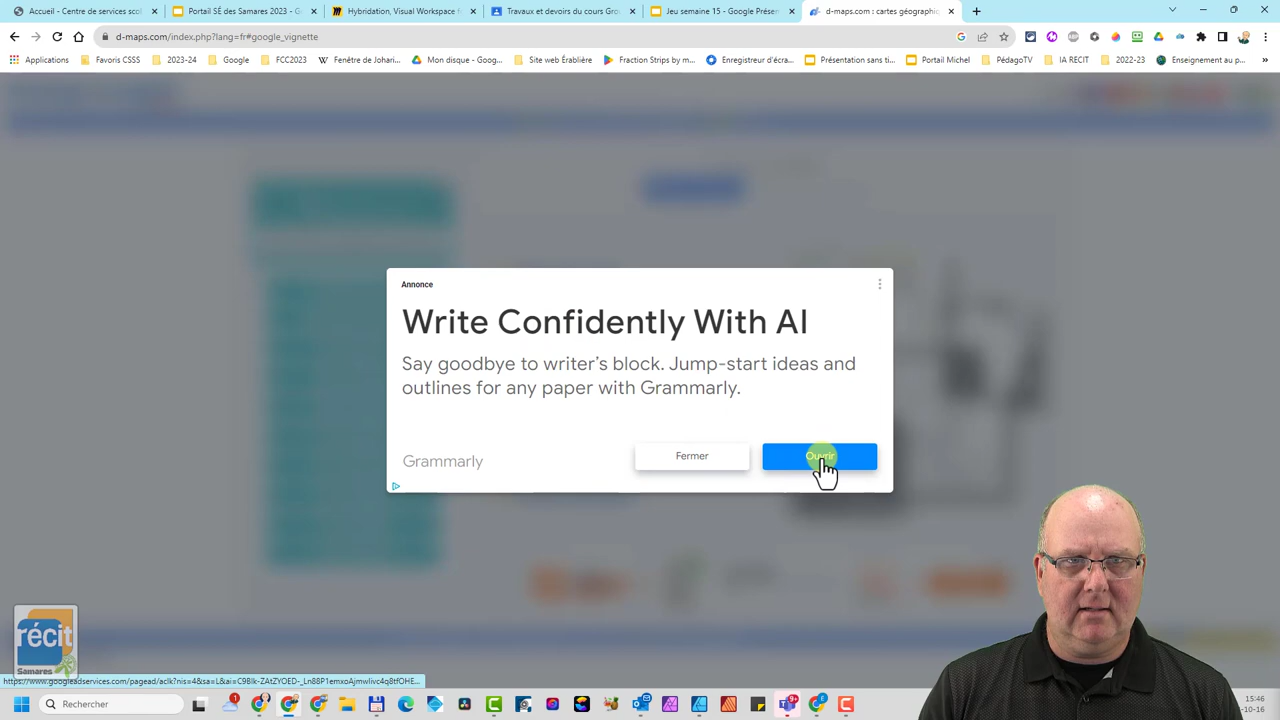 Accueil - Centre de services scol
Portail SÉ des Samares 2023 - G
Hybridation, Visual Workspace f
Travaux et devoirs du cours Gro
Jeu semaine 15 - Google Présen
d-maps.com : cartes géographiq
d-maps.com/index.php?lang=fr#google_vignette
Applications
Favoris CSSS
2023-24
Google
FCC2023
Fenêtre de Johari...
Mon disque - Goog...
Site web Érablière
Fraction Strips by m...
Enregistreur d'écra...
Présentation sans ti...
Portail Michel
PédagoTV
IA RECIT
2022-23
Enseignement au p...
»
Annonce
Write Confidently With AI
Say goodbye to writer's block. Jump-start ideas and
outlines for any paper with Grammarly.
Grammarly
Fermer
Ouvrir
récit
Samares
Rechercher
15:46